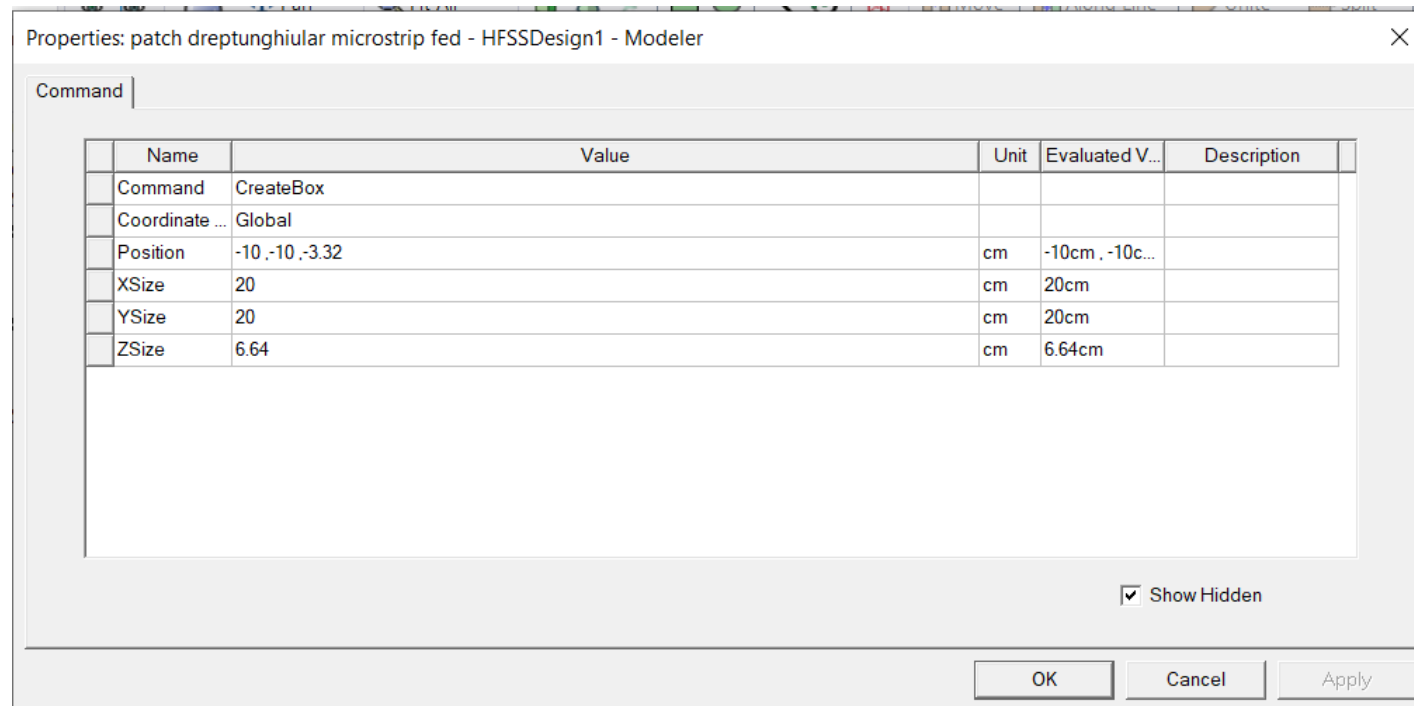 Properties: patch dreptunghiular microstrip fed - HFSSDesign1 - Modeler
Command
Name Value Unit Evaluated V... Description
Command CreateBox
Coordinate ... Global
Position -10 ,-10 ,-3.32 cm -10cm , -10c...
XSize 20 cm 20cm
YSize 20 cm 20cm
ZSize 6.64 cm 6.64cm
Show Hidden
OK Cancel Apply